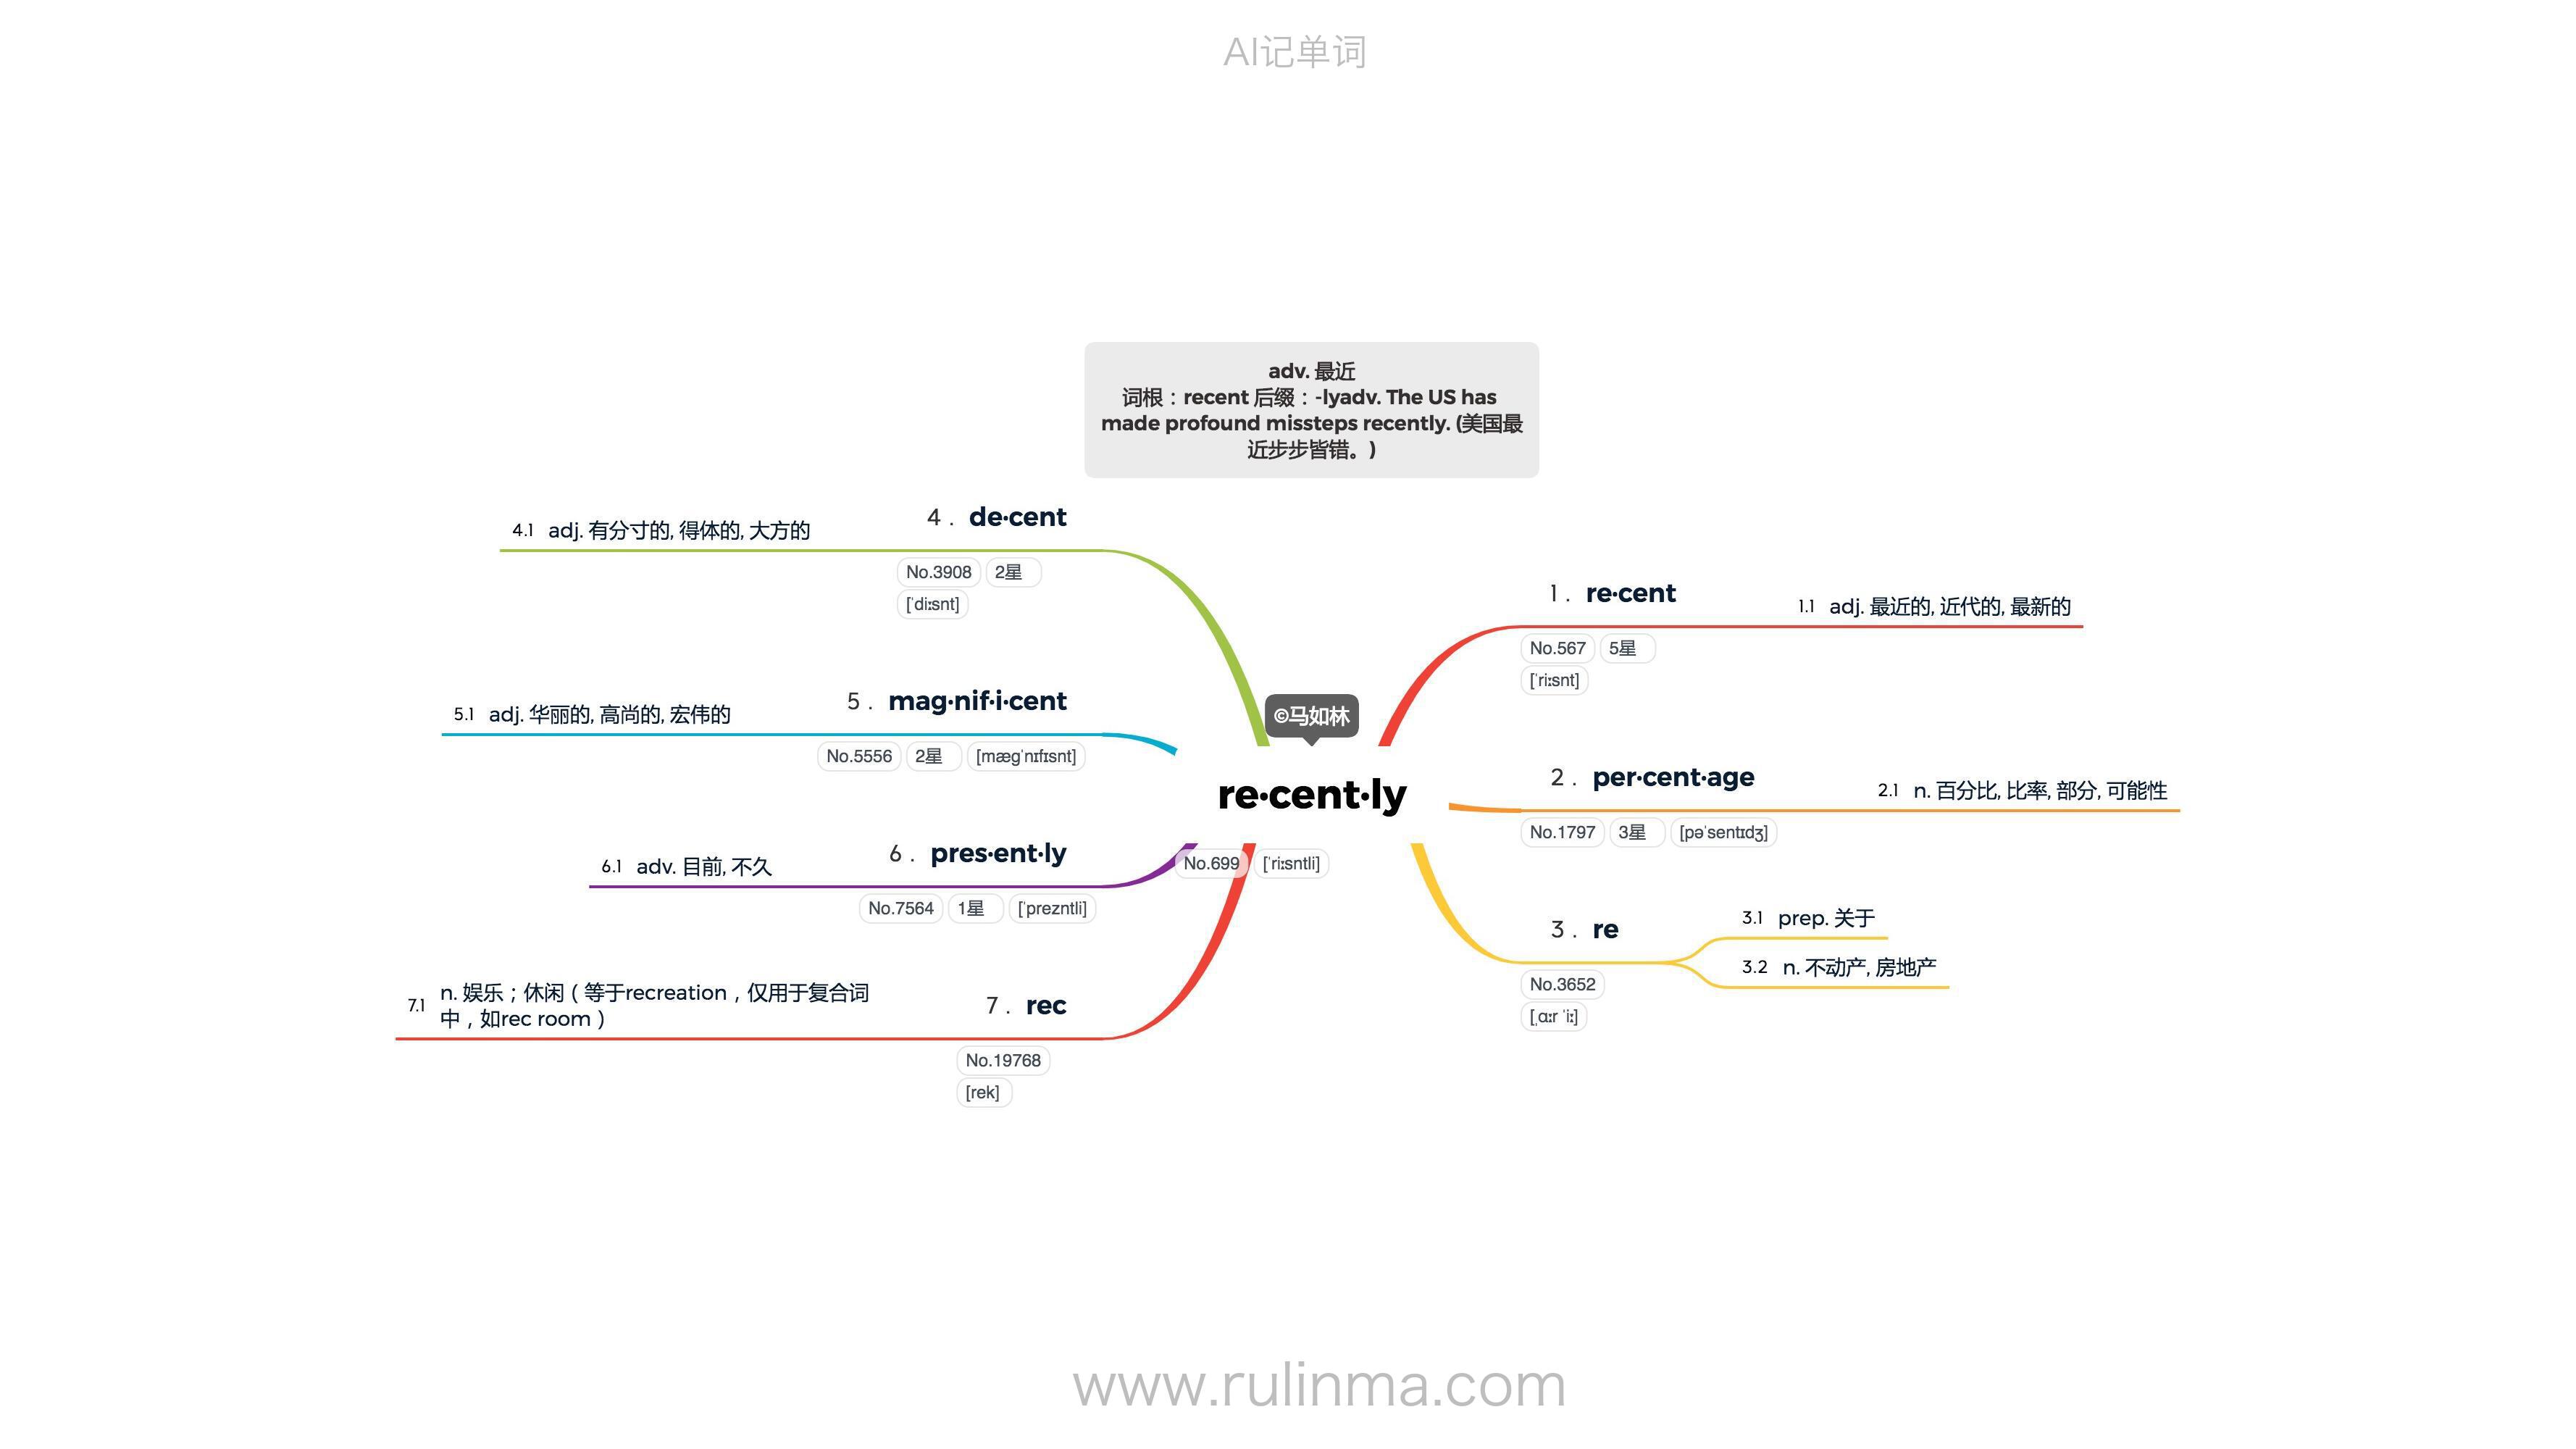 AI记单词
adv. 最近
词根：recent 后缀：-lyadv. The US has
made profound missteps recently. (美国最
近步步皆错。)
4 . de·cent
4.1 adj. 有分寸的, 得体的, 大方的
No.3908 2星
[ˈdiːsnt]
5 . mag·nif·i·cent
5.1 adj. 华丽的, 高尚的, 宏伟的
No.5556 2星 [mæɡˈnɪfɪsnt]
6 . pres·ent·ly
6.1 adv. 目前, 不久
No.7564 1星 [ˈprezntli]
7 . rec
7.1 n. 娱乐；休闲（等于recreation，仅用于复合词
中，如rec room）
No.19768
[rek]
©马如林
re·cent·ly
No.699 [ˈriːsntli]
1 . re·cent
1.1 adj. 最近的, 近代的, 最新的
No.567 5星
[ˈriːsnt]
2 . per·cent·age
2.1 n. 百分比, 比率, 部分, 可能性
No.1797 3星 [pəˈsentɪdʒ]
3 . re
3.1 prep. 关于
3.2 n. 不动产, 房地产
No.3652
[ˌɑːr ˈiː]
www.rulinma.com